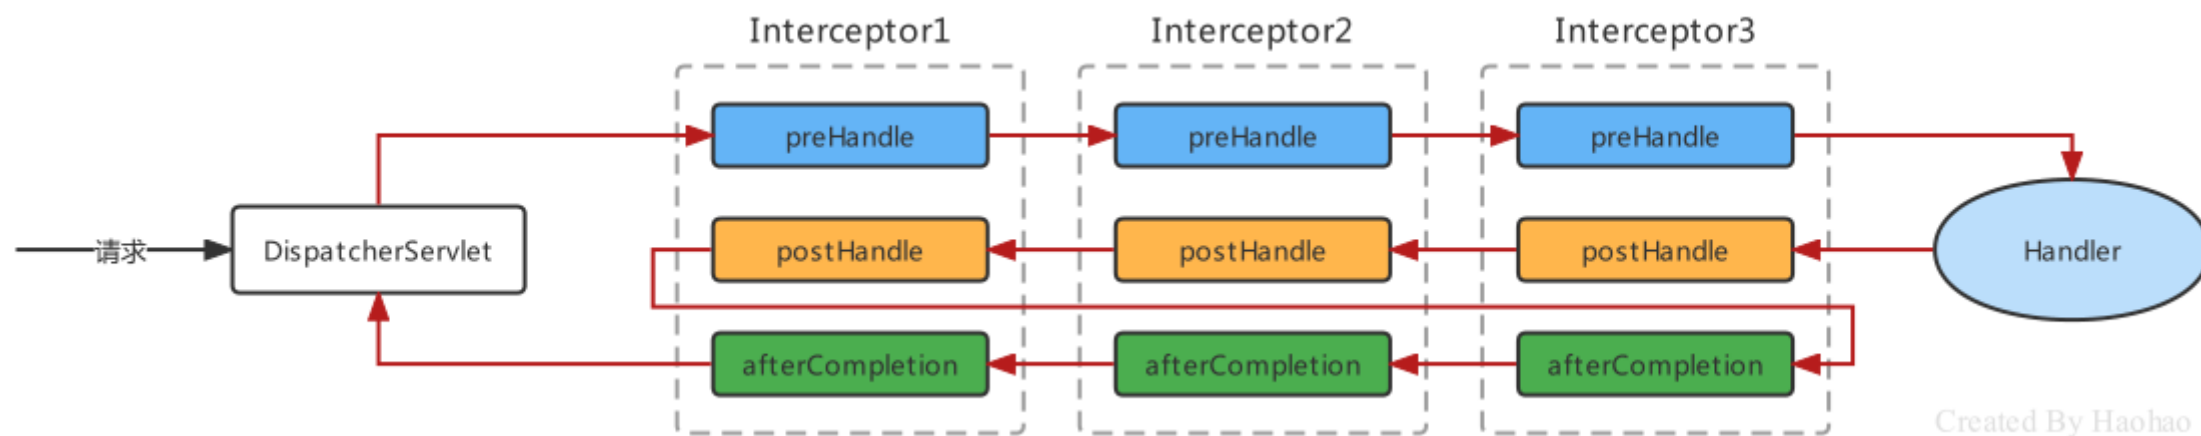 Interceptor1 Interceptor2 Interceptor3
preHandle preHandle preHandle
请求 DispatcherServlet postHandle postHandle postHandle Handler
afterCompletion afterCompletion afterCompletion
Created By Haohao